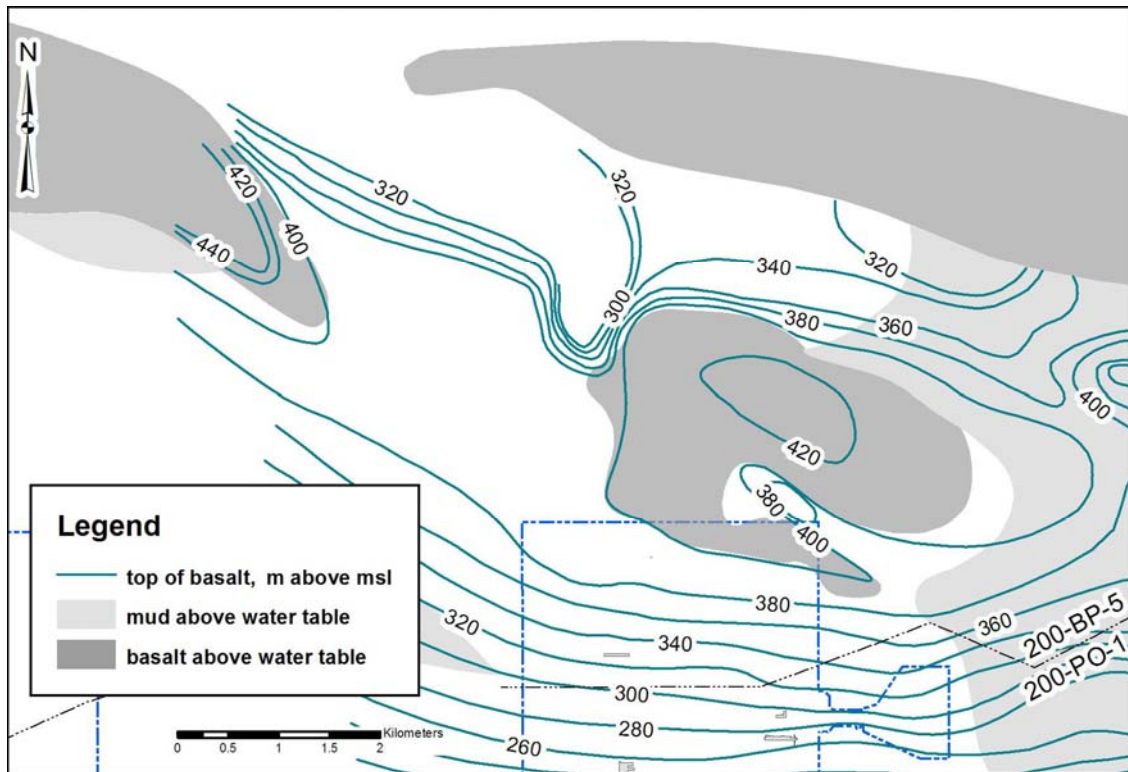 N
320
420
400
440
320
300
340
320
380
360
400
420
380
400
380
360
340
320
300
280
260
200-BP-5
200-PO-1
Legend
top of basalt, m above msl
mud above water table
basalt above water table
0 0.5 1 2 Kilometers